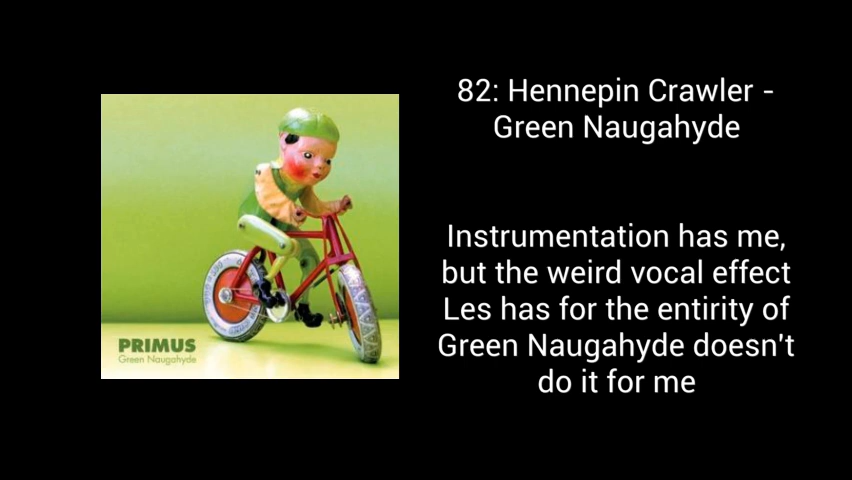 82: Hennepin Crawler -
Green Naugahyde
Instrumentation has me,
but the weird vocal effect
Les has for the entirity of
Green Naugahyde doesn't
do it for me
PRIMUS
Green Naugahyde